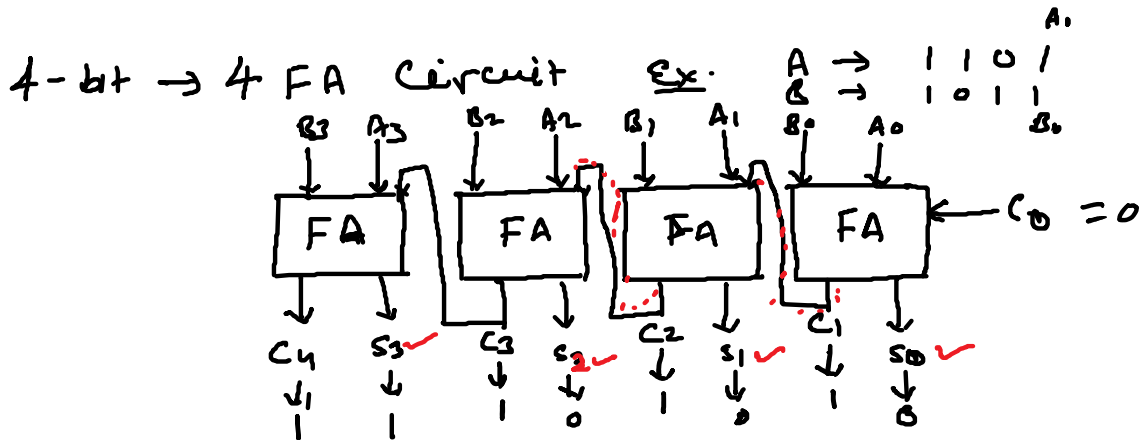 A1
4-bit → 4 FA Circuit Ex. A → 1 1 0 1
B → 1 0 1 1
B3 A3 B2 A2 B1 A1 B0 A0 B0
FA FA FA FA C0 = 0
C4 S3 C3 S2 C2 S1 C1 S0
1 1 1 0 1 0 1 0